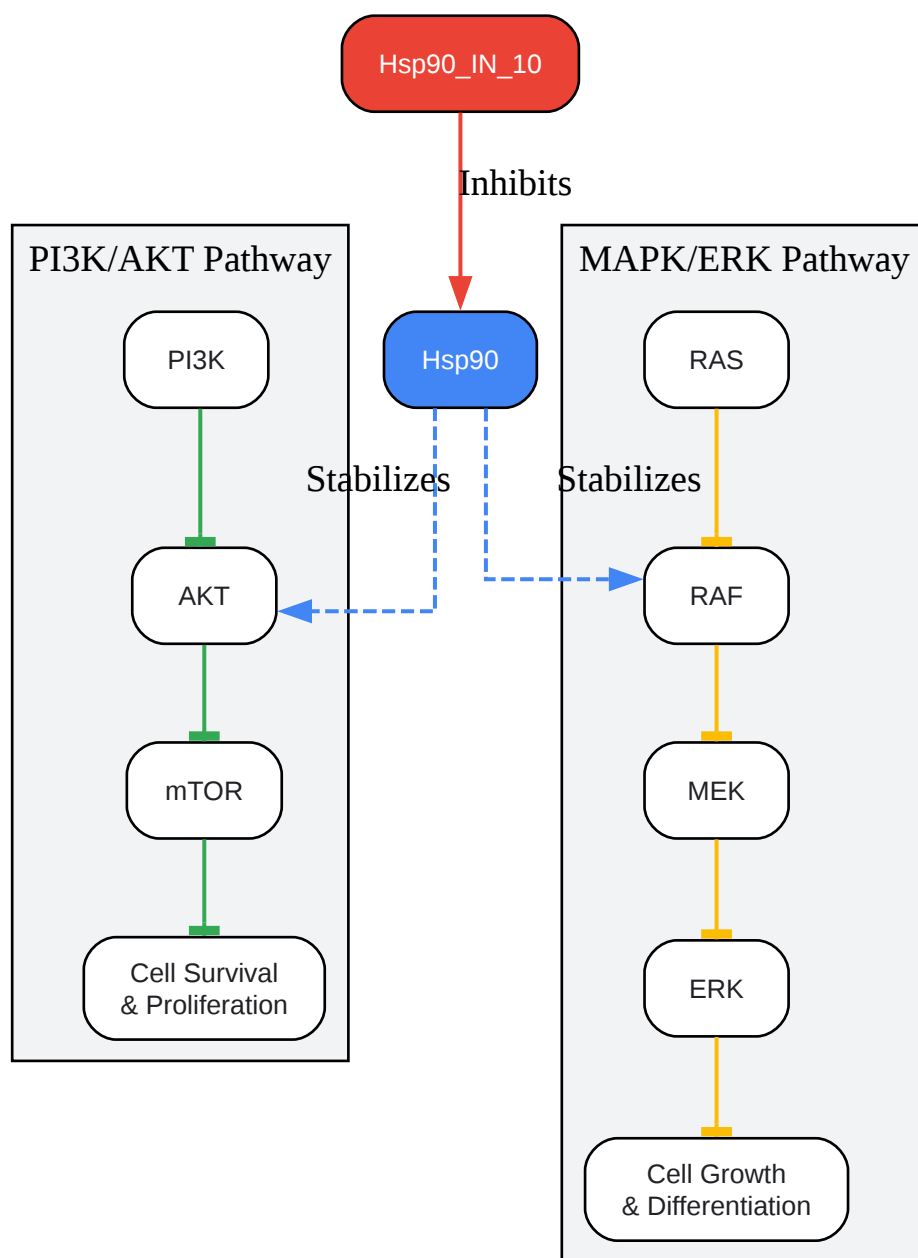 Hsp90_IN_10
Inhibits
PI3K/AKT Pathway
MAPK/ERK Pathway
PI3K
Hsp90
RAS
Stabilizes
Stabilizes
AKT
RAF
mTOR
MEK
Cell Survival
& Proliferation
ERK
Cell Growth
& Differentiation